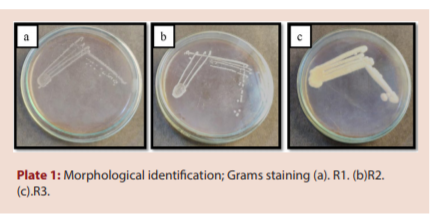 a
b
c
Plate 1: Morphological identification; Grams staining (a). R1. (b)R2.
(c).R3.